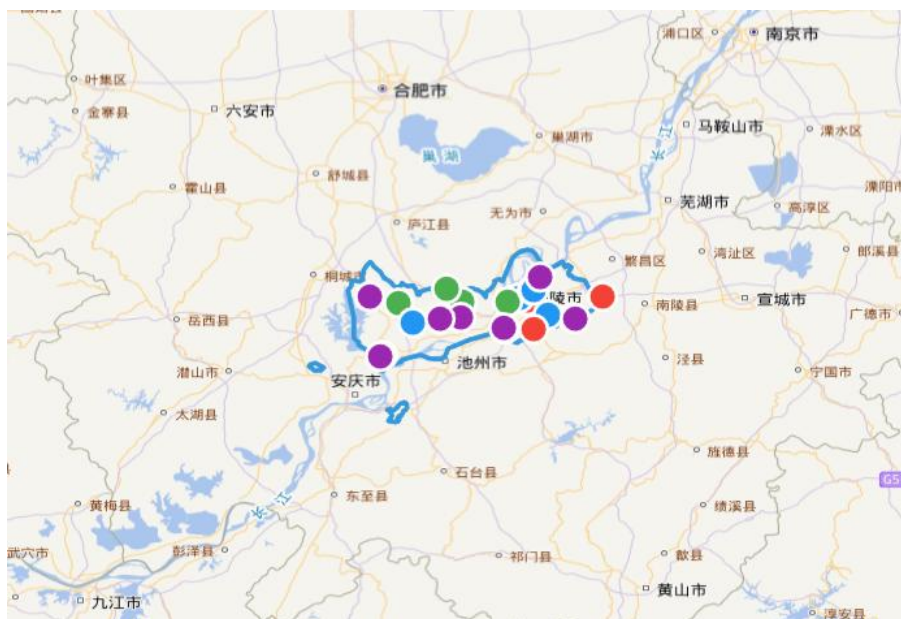 浦口区
南京市
叶集区
合肥市
金寨县
六安市
马鞍山市
溧水区
长江
巢湖市
巢湖
舒城县
霍山县
溧阳市
芜湖市
高淳区
无为市
庐江县
湾沚区
郎溪县
繁昌区
桐城
陵市
宣城市
南陵县
广德市
岳西县
池州市
泾县
潜山市
宁国市
安庆市
太湖县
旌德县
石台县
G5
长江
东至县
黄梅县
绩溪县
武穴市
彭泽县
祁门县
歙县
黄山市
九江市
淳安县